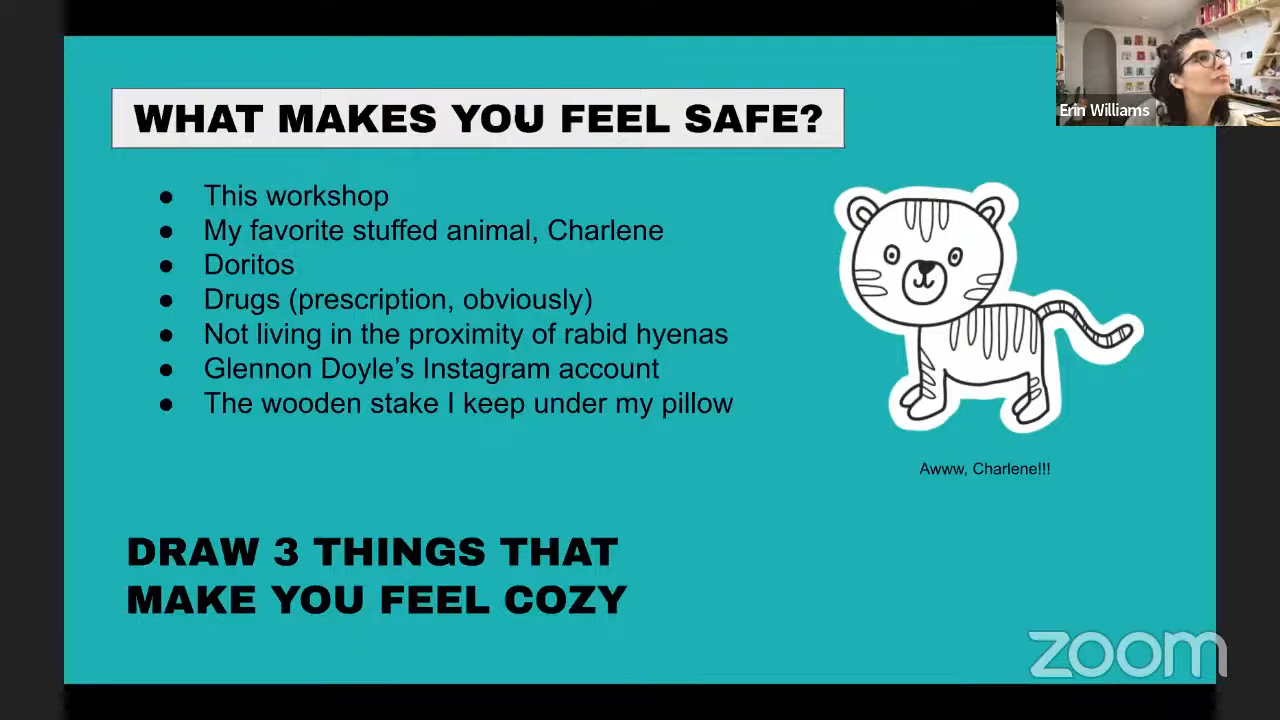 WHAT MAKES YOU FEEL SAFE?
Erin Williams
● This workshop
● My favorite stuffed animal, Charlene
● Doritos
● Drugs (prescription, obviously)
● Not living in the proximity of rabid hyenas
● Glennon Doyle’s Instagram account
● The wooden stake I keep under my pillow
Awww, Charlene!!!
DRAW 3 THINGS THAT
MAKE YOU FEEL COZY
zoom